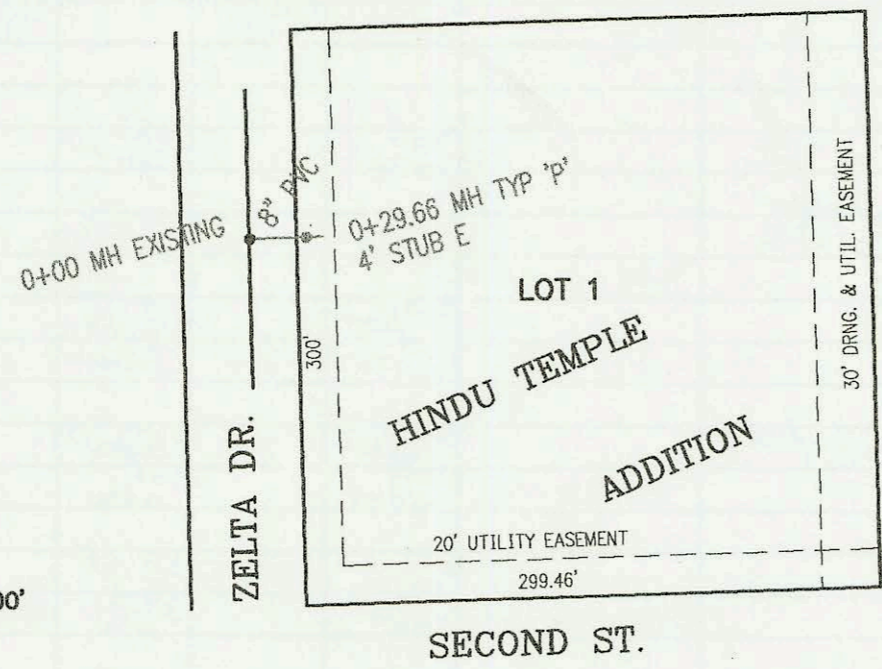 8" PVC
0+00 MH EXISTING
0+29.66 MH TYP 'P'
4' STUB E
30' DRNG. & UTIL. EASEMENT
LOT 1
300'
HINDU TEMPLE
ADDITION
ZELTA DR.
20' UTILITY EASEMENT
299.46'
00'
SECOND ST.